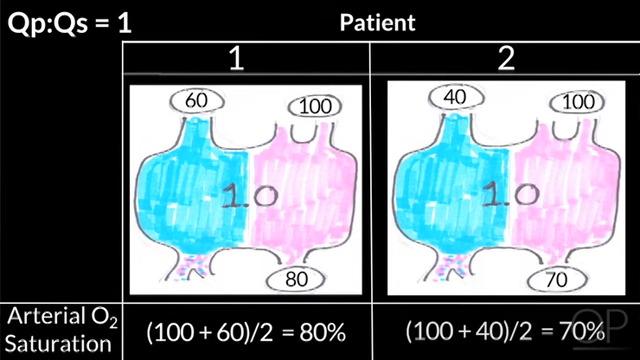 Qp:Qs = 1
Patient
1
2
60
100
40
100
1.0
1.0
80
70
Arterial O₂
Saturation
(100 + 60)/2 = 80%
(100 + 40)/2 = 70%
OP